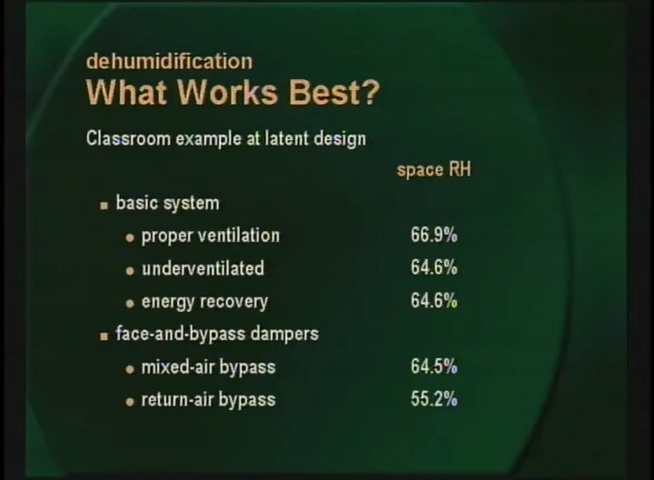 dehumidification
What Works Best?
Classroom example at latent design
space RH
basic system
proper ventilation 66.9%
underventilated 64.6%
energy recovery 64.6%
face-and-bypass dampers
mixed-air bypass 64.5%
return-air bypass 55.2%